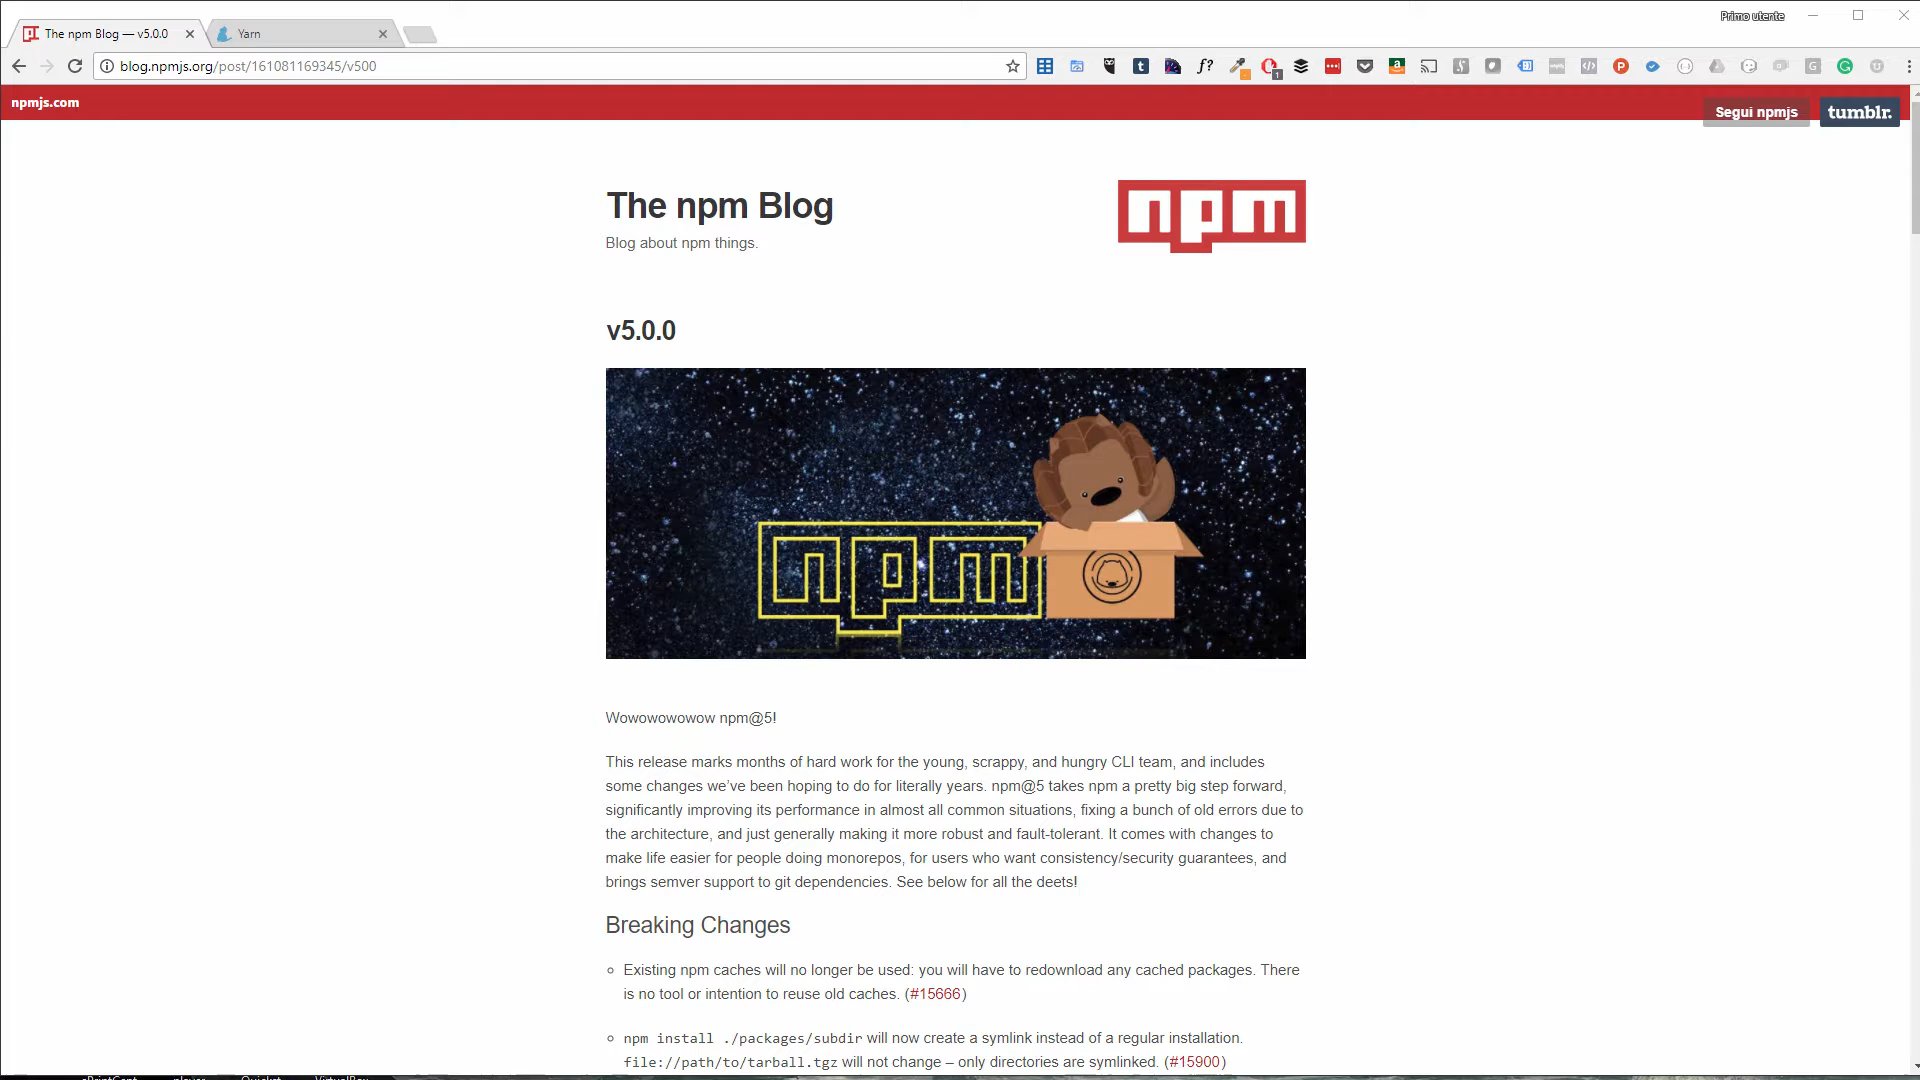 Primo utente
The npm Blog — v5.0.0
Yarn
blog.npmjs.org/post/161081169345/v500
npmjs.com
Segui npmjs
tumblr.
The npm Blog
npm
Blog about npm things.
v5.0.0
npm
Wowowowowow npm@5!
This release marks months of hard work for the young, scrappy, and hungry CLI team, and includes
some changes we’ve been hoping to do for literally years. npm@5 takes npm a pretty big step forward,
significantly improving its performance in almost all common situations, fixing a bunch of old errors due to
the architecture, and just generally making it more robust and fault-tolerant. It comes with changes to
make life easier for people doing monorepos, for users who want consistency/security guarantees, and
brings semver support to git dependencies. See below for all the deets!
Breaking Changes
Existing npm caches will no longer be used: you will have to redownload any cached packages. There
is no tool or intention to reuse old caches. (#15666)
npm install ./packages/subdir will now create a symlink instead of a regular installation.
file://path/to/tarball.tgz will not change – only directories are symlinked. (#15900)